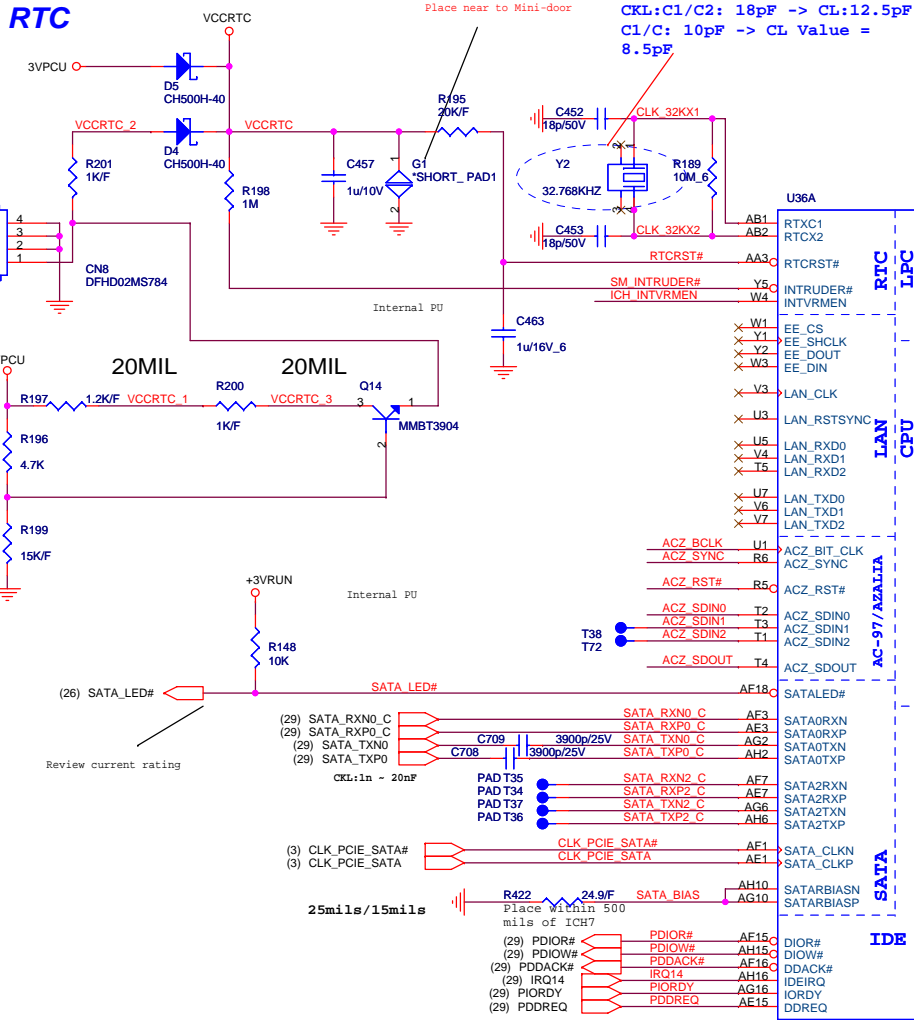 RTC
VCCRTC
Place near to Mini-door
CKL:C1/C2: 18pF -> CL:12.5pF
C1/C: 10pF -> CL Value =
8.5pF
3VPCU
D5
CH500H-40
VCCRTC_2
D4
CH500H-40
VCCRTC
R195
20K/F
C452
18p/50V
CLK_32KX1
R201
1K/F
R198
1M
C457
1u/10V
1
G1
*SHORT_ PAD1
2
Y2
32.768KHZ
2
1
3
4
R189
10M_6
C453
18p/50V
CLK_32KX2
4
3
2
1
CN8
DFHD02MS784
Internal PU
C463
1u/16V_6
RTCRST#
SM_INTRUDER#
ICH_INTVRMEN
U36A
AB1 RTXC1
AB2 RTCX2
AA3 RTCRST#
Y5 INTRUDER#
W4 INTVRMEN
RTC
LPC
W1 EE_CS
Y1 EE_SHCLK
Y2 EE_DOUT
W3 EE_DIN
V3 LAN_CLK
U3 LAN_RSTSYNC
U5 LAN_RXD0
V4 LAN_RXD1
T5 LAN_RXD2
U7 LAN_TXD0
V6 LAN_TXD1
V7 LAN_TXD2
LAN
CPU
PCU
20MIL
20MIL
R197
1.2K/F
VCCRTC_1
R200
1K/F
VCCRTC_3
3
Q14
1
2
MMBT3904
R196
4.7K
R199
15K/F
ACZ_BCLK U1 ACZ_BIT_CLK
ACZ_SYNC R6 ACZ_SYNC
ACZ_RST# R5 ACZ_RST#
ACZ_SDIN0 T2 ACZ_SDIN0
T38 ACZ_SDIN1 T3 ACZ_SDIN1
T72 ACZ_SDIN2 T1 ACZ_SDIN2
ACZ_SDOUT T4 ACZ_SDOUT
AC-97/AZALIA
+3VRUN
Internal PU
R148
10K
(26) SATA_LED# SATA_LED# AF18 SATALED#
Review current rating
(29) SATA_RXN0_C SATA_RXN0_C AF3 SATA0RXN
(29) SATA_RXP0_C SATA_RXP0_C AE3 SATA0RXP
(29) SATA_TXN0 C709 3900p/25V SATA_TXN0_C AG2 SATA0TXN
(29) SATA_TXP0 C708 3900p/25V SATA_TXP0_C AH2 SATA0TXP
CKL:1n ~ 20nF
PAD T35 SATA_RXN2_C AF7 SATA2RXN
PAD T34 SATA_RXP2_C AE7 SATA2RXP
PAD T37 SATA_TXN2_C AG6 SATA2TXN
PAD T36 SATA_TXP2_C AH6 SATA2TXP
(3) CLK_PCIE_SATA# CLK_PCIE_SATA# AF1 SATA_CLKN
(3) CLK_PCIE_SATA CLK_PCIE_SATA AE1 SATA_CLKP
SATA
25mils/15mils
R422 24.9/F SATA_BIAS
AH10 SATARBIASN
AG10 SATARBIASP
Place within 500
mils of ICH7
IDE
(29) PDIOR# PDIOR# AF15 DIOR#
(29) PDIOW# PDIOW# AH15 DIOW#
(29) PDDACK# PDDACK# AF16 DDACK#
(29) IRQ14 IRQ14 AH16 IDEIRQ
(29) PIORDY PIORDY AG16 IORDY
(29) PDDREQ PDDREQ AE15 DDREQ